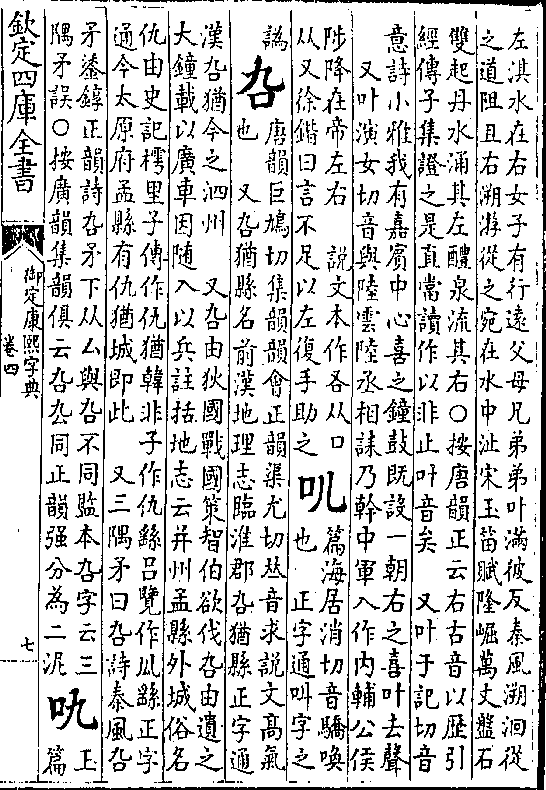 左淇水在右女子有行遠父母兄弟弟叶滿彼反秦風溯洄從
之道阻且右溯游從之宛在水中沚宋玉笛賦隆崛萬丈盤石
雙起丹水涌其左醴泉流其右○按唐韻正云右古音以歷引
經傳子集證之是直當讀作以非止叶音矣　又叶于記切音
意詩小雅我有嘉賓中心喜之鐘鼓既設一朝右之喜叶去聲
又叶演女切音與陸雲陸丞相誄乃幹中軍入作内輔公侯
陟降在帝左右　說文本作各从口
从又徐鍇曰言不足以左復手助之
篇海居消切音驕喚
也　正字通叫字之
譌
叴
唐韻巨鳩切集韻韻會正韻渠尤切𠀤音求說文高氣
也　又叴猶縣名前漢地理志臨淮郡叴猶縣正字通
漢叴猶今之泗州　又叴由狄國戰國策智伯欲伐叴由遺之
大鐘載以廣車因隨入以兵註括地志云并州盂縣外城俗名
仇由史記樗里子傳作仇猶韓非子作仇繇呂覽作厹繇正字
通今太原府盂縣有仇猶城即此　又三隅矛曰叴詩秦風叴
矛鋈錞正韻詩叴矛下从厶與叴不同監本叴字云三
隅矛誤○按廣韻集韻俱云叴厹同正韻强分為二泥
玉
篇
欽定四庫全書
御定康熙字典
卷四
七